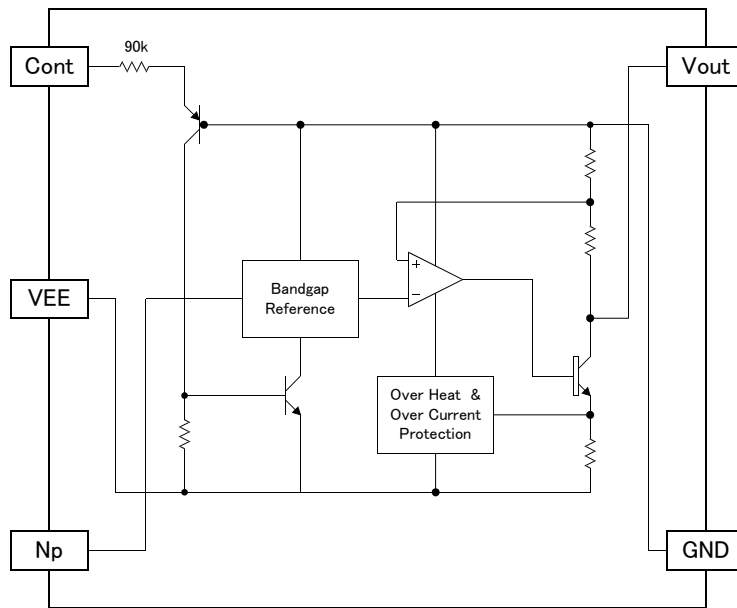 90k
Cont
Vout
VEE
Bandgap
Reference
+
−
Over Heat &
Over Current
Protection
Np
GND